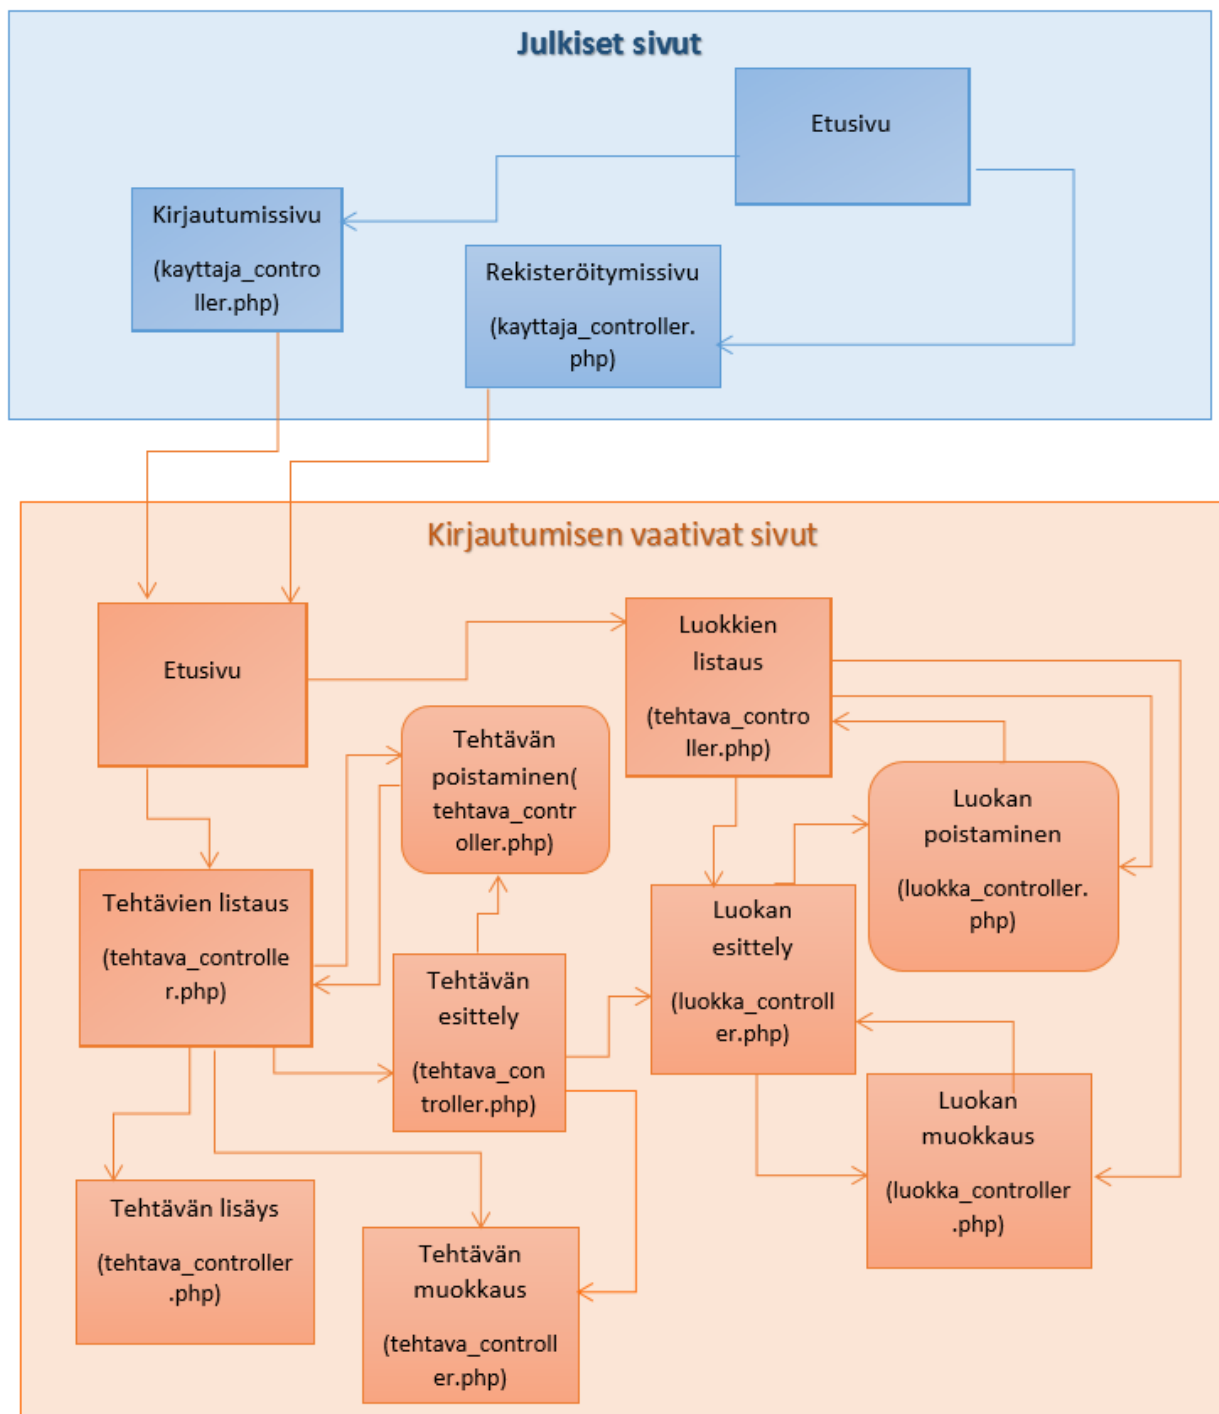 Julkiset sivut
Etusivu
Kirjautumissivu
(kayttaja_contro
ller.php)
Rekisteröitymissivu
(kayttaja_controller.
php)
Kirjautumisen vaativat sivut
Etusivu
Luokkien
listaus
(tehtava_contro
ller.php)
Tehtävän
poistaminen(
tehtava_contr
oller.php)
Luokan
poistaminen
(luokka_controller.
php)
Tehtävien listaus
(tehtava_controlle
r.php)
Tehtävän
esittely
(tehtava_con
troller.php)
Luokan
esittely
(luokka_controll
er.php)
Luokan
muokkaus
(luokka_controller
.php)
Tehtävän lisäys
(tehtava_controller
.php)
Tehtävän
muokkaus
(tehtava_controll
er.php)